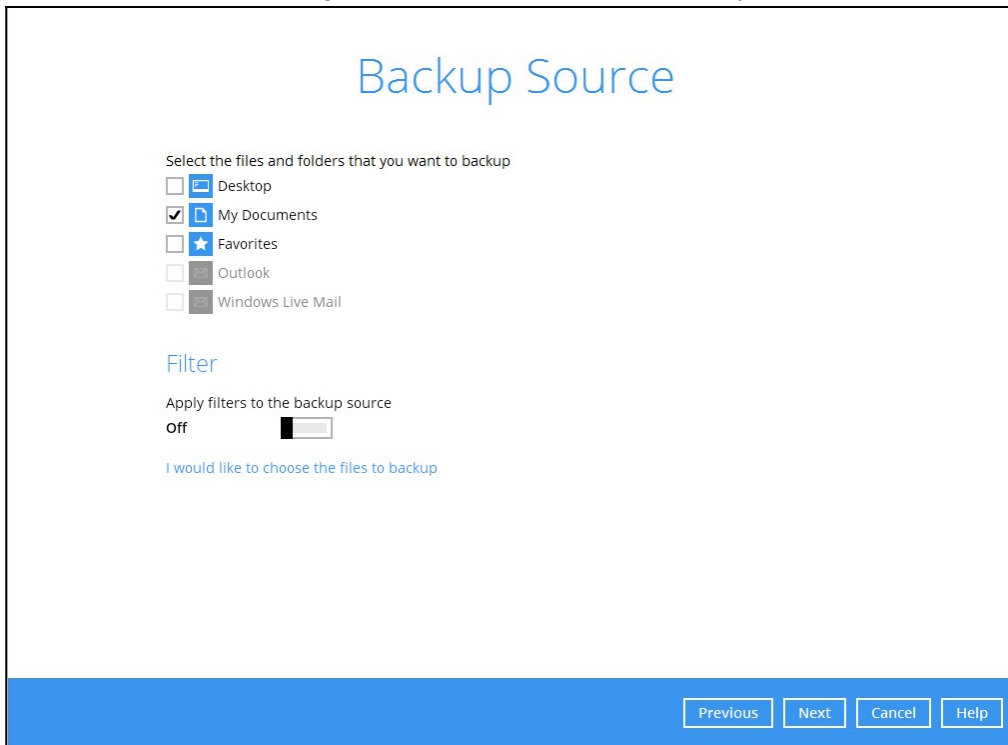 Backup Source
Select the files and folders that you want to backup
Desktop
My Documents
Favorites
Outlook
Windows Live Mail
Filter
Apply filters to the backup source
Off
I would like to choose the files to backup
Previous Next Cancel Help